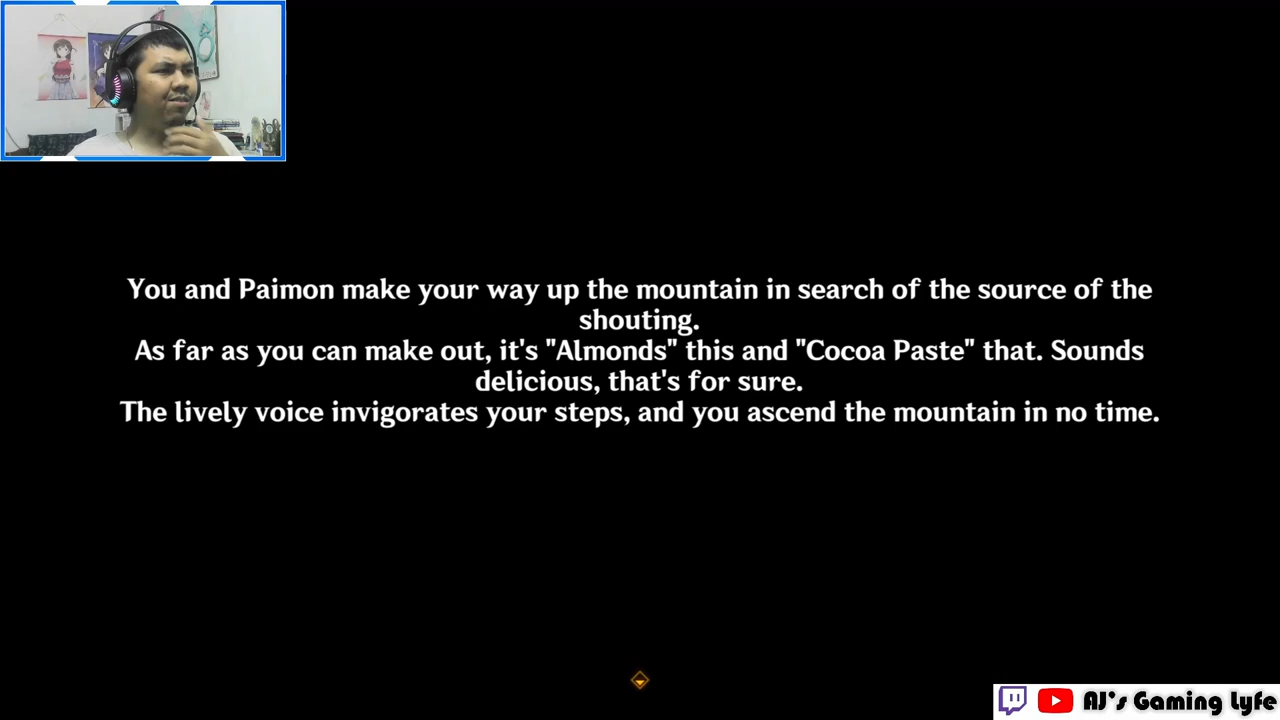 You and Paimon make your way up the mountain in search of the source of the
shouting.
As far as you can make out, it's "Almonds" this and "Cocoa Paste" that. Sounds
delicious, that's for sure.
The lively voice invigorates your steps, and you ascend the mountain in no time.
AJ's Gaming Lyfe